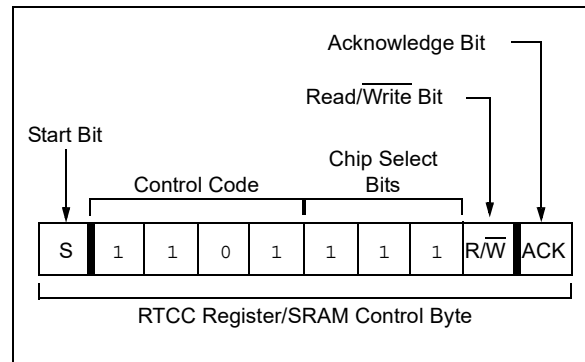 Acknowledge Bit
Read/Write Bit
Start Bit
Chip Select
Bits
Control Code
S 1 1 0 1 1 1 1 R/W ACK
RTCC Register/SRAM Control Byte